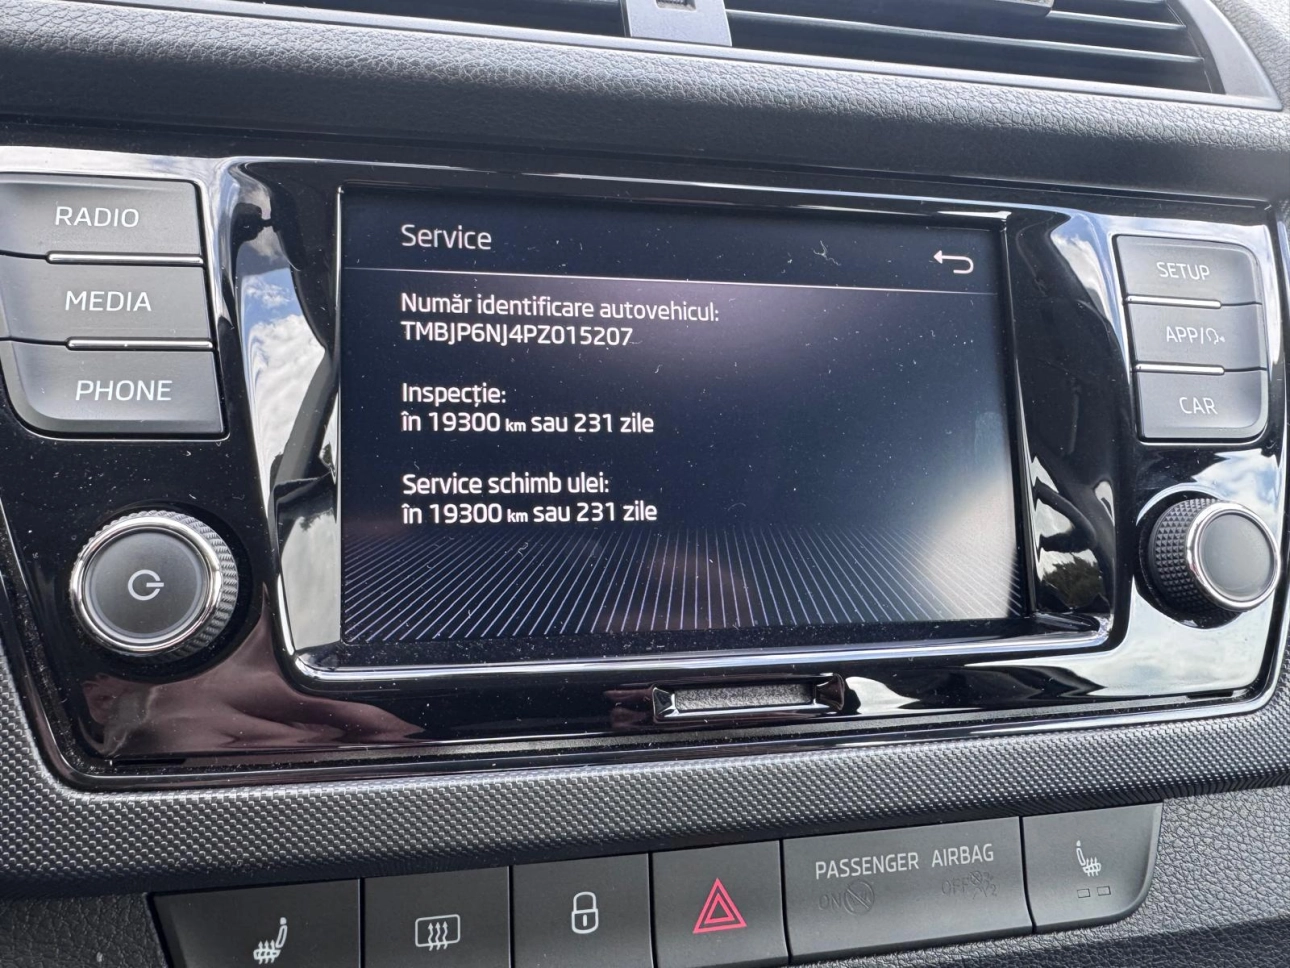 RADIO
MEDIA
PHONE
Service
Număr identificare autovehicul:
TMBJP6NJ4PZ015207
Inspecție:
în 19300 km sau 231 zile
Service schimb ulei:
în 19300 km sau 231 zile
SETUP
APP/
CAR
PASSENGER AIRBAG
ON OFF